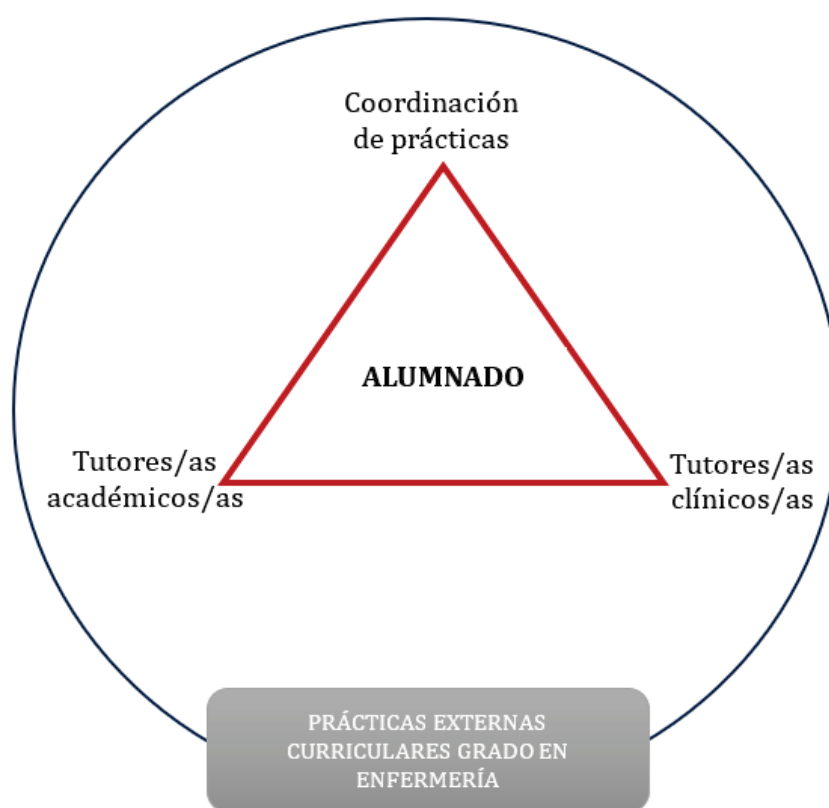 Coordinación
de prácticas
ALUMNADO
Tutores/as
académicos/as
Tutores/as
clínicos/as
PRÁCTICAS EXTERNAS
CURRICULARES GRADO EN
ENFERMERÍA